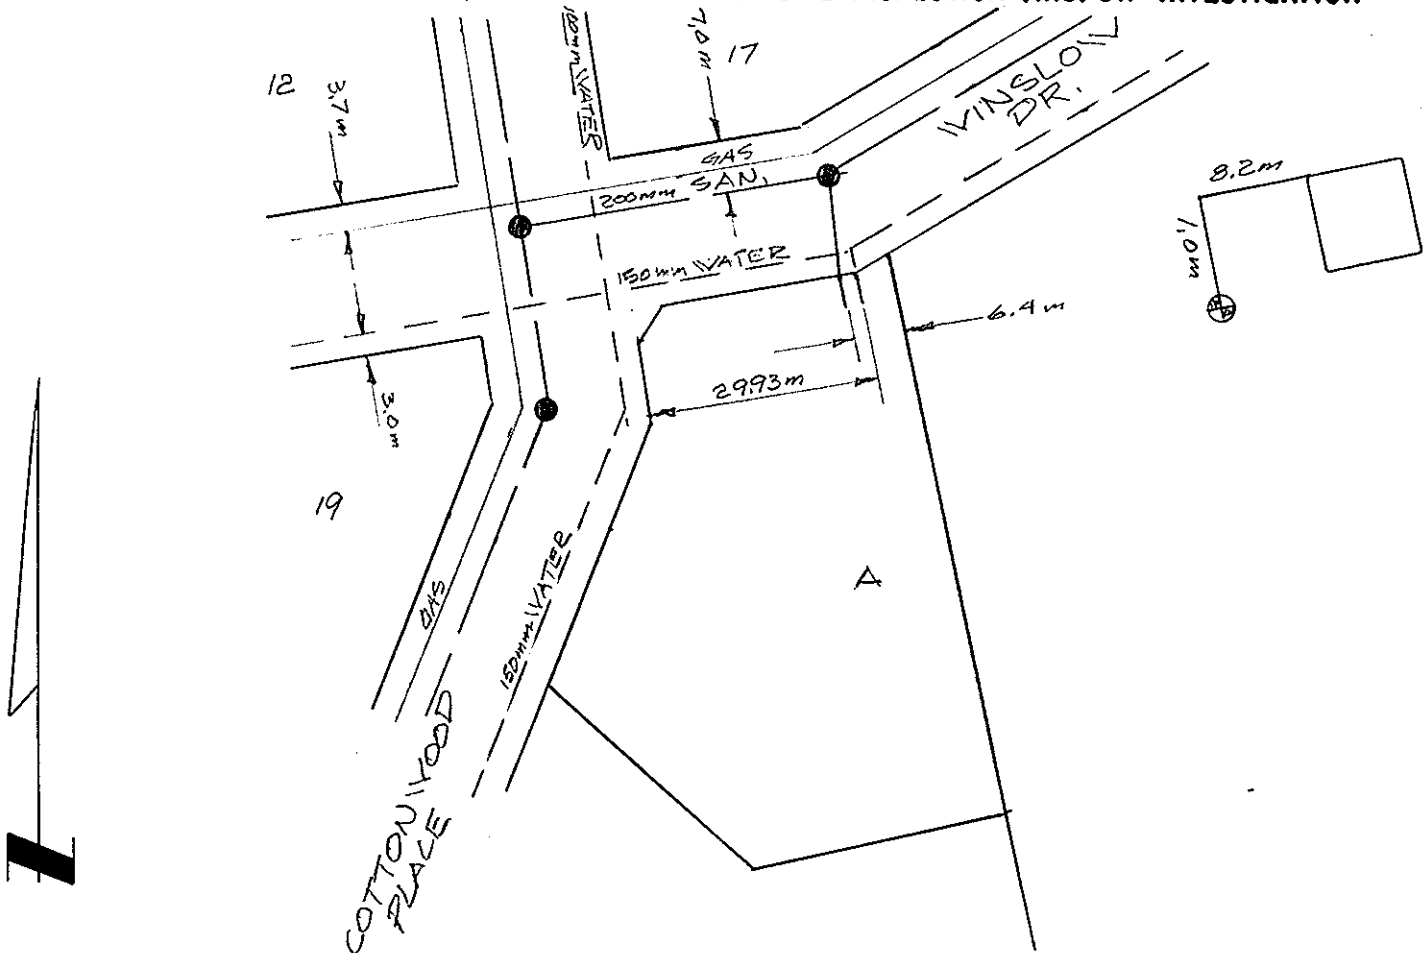 12
3.7m
100mm WATER
7.0m
17
WINSLOW
DR.
GAS
200mm SAN.
8.2m
1.0m
150mm WATER
6.4m
29.93m
3.0m
19
A
GAS
150mm WATER
COTTONWOOD
PLACE